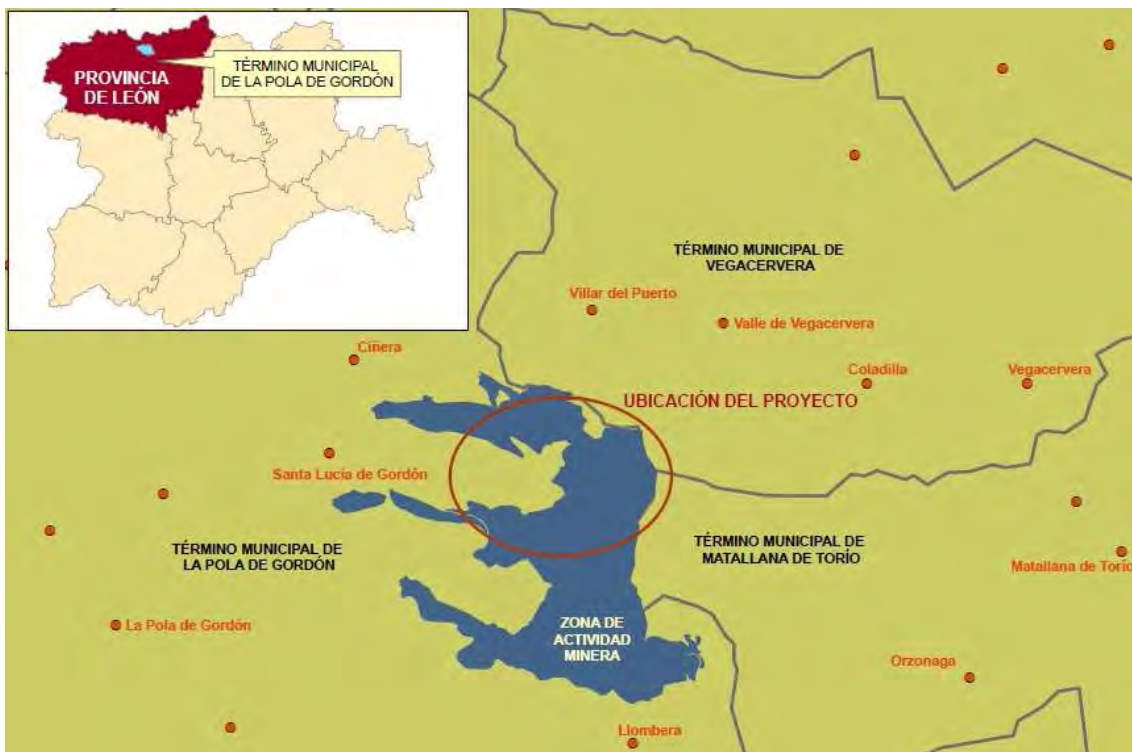 TÉRMINO MUNICIPAL
DE LA POLA DE GORDÓN
PROVINCIA
DE LEÓN
TÉRMINO MUNICIPAL DE
VEGACERVERA
Villar del Puerto
Valle de Vegacervera
Ciñera
Coladilla
Vegacervera
UBICACIÓN DEL PROYECTO
Santa Lucía de Gordón
TÉRMINO MUNICIPAL DE
LA POLA DE GORDÓN
TÉRMINO MUNICIPAL DE
MATALLANA DE TORÍO
Matallana de Torío
La Pola de Gordón
ZONA DE
ACTIVIDAD
MINERA
Orzonaga
Llombera